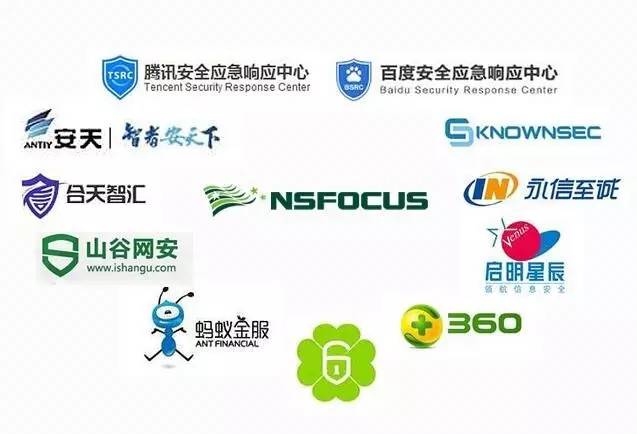 TSRC
腾讯安全应急响应中心
Tencent Security Response Center
BSRC
百度安全应急响应中心
Baidu Security Response Center
ANTIY 安天 | 智者安天下
KNOWNSEC
合天智汇
NSFOCUS
IN 永信至诚
山谷网安
www.ishangu.com
Venus
启明星辰
领航信息安全
蚂蚁金服
ANT FINANCIAL
360